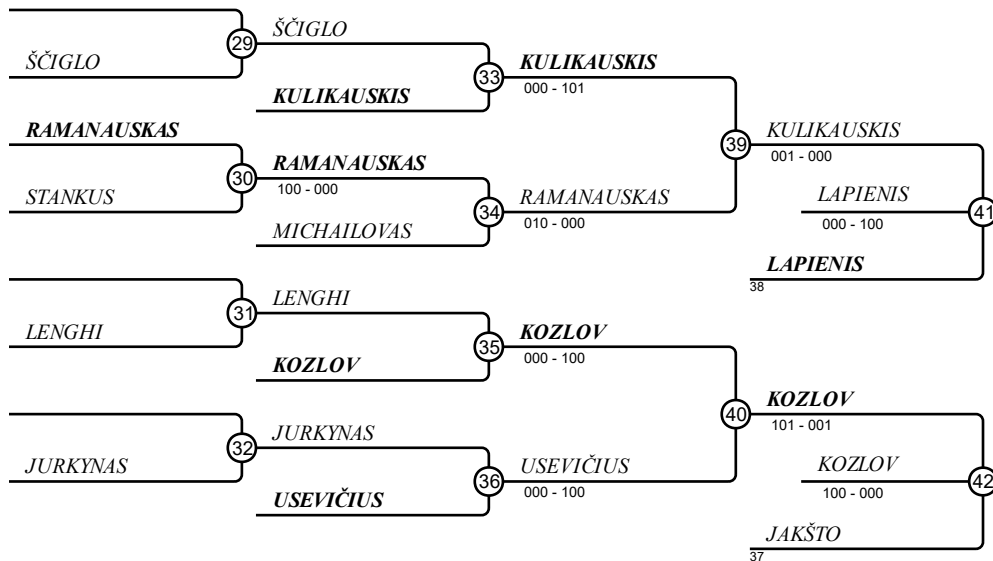 ŠČIGLO
29
ŠČIGLO
KULIKAUSKIS
33
KULIKAUSKIS
000 - 101
RAMANAUSKAS
STANKUS
30
RAMANAUSKAS
100 - 000
MICHAILOVAS
34
RAMANAUSKAS
010 - 000
39
KULIKAUSKIS
001 - 000
LAPIENIS
000 - 100
41
LAPIENIS
38
LENGHI
31
LENGHI
KOZLOV
35
KOZLOV
000 - 100
JURKYNAS
32
JURKYNAS
USEVIČIUS
36
USEVIČIUS
000 - 100
40
KOZLOV
101 - 001
KOZLOV
100 - 000
42
JAKŠTO
37